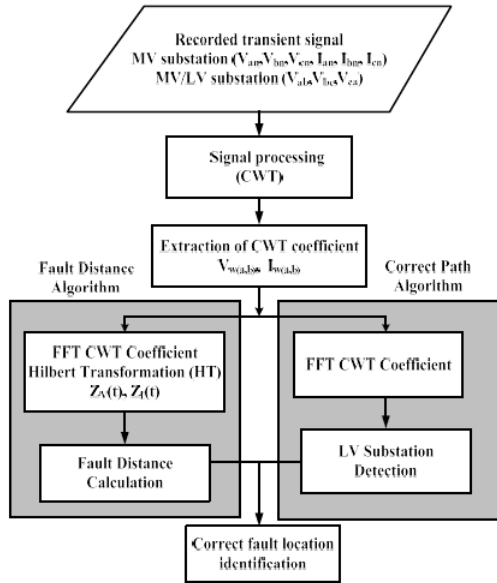 Recorded transient signal
MV substation (Van,Vbn,Vcn, Ian, Ibn, Icn)
MV/LV substation (Vab,Vbc,Vca)
Signal processing
(CWT)
Extraction of CWT coefficient
Vw(a,b), Iw(a,b)
Fault Distance
Algorithm
Correct Path
Algorithm
FFT CWT Coefficient
Hilbert Transformation (HT)
ZV(t), ZI(t)
FFT CWT Coefficient
Fault Distance
Calculation
LV Substation
Detection
Correct fault location
identification